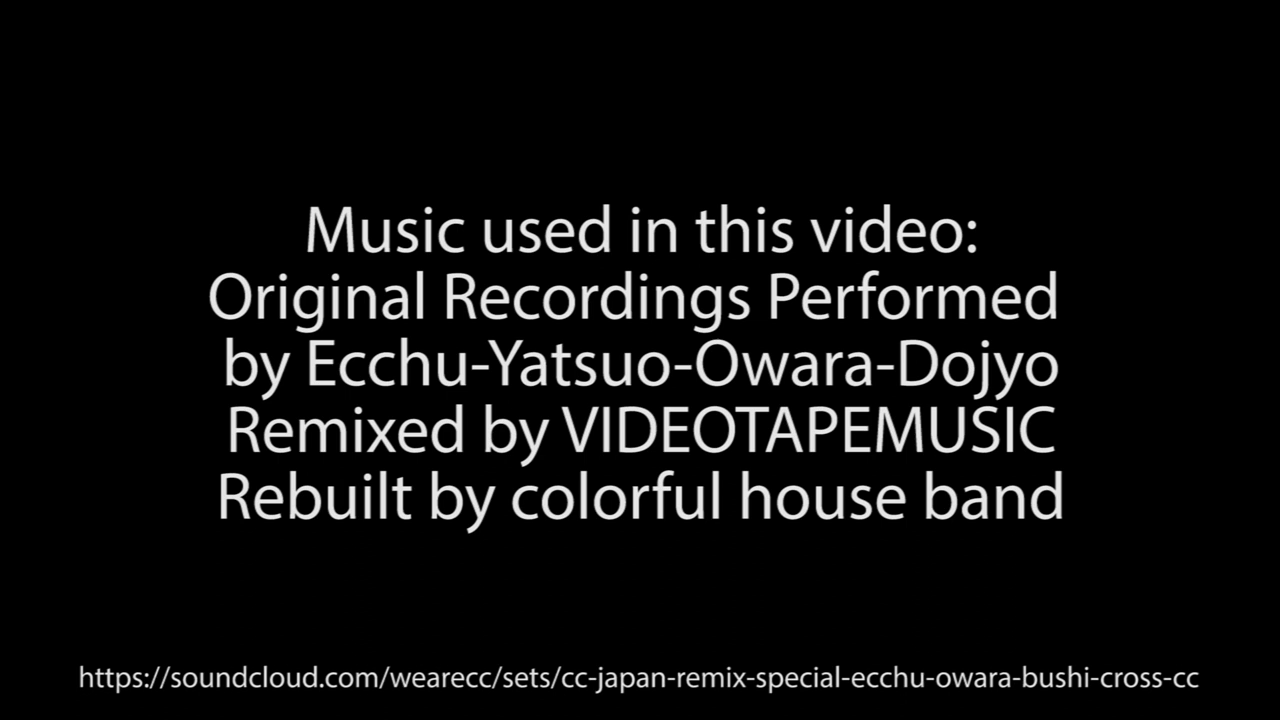 Music used in this video:
Original Recordings Performed
by Ecchu-Yatsuo-Owara-Dojyo
Remixed by VIDEOTAPEMUSIC
Rebuilt by colorful house band
https://soundcloud.com/wearecc/sets/cc-japan-remix-special-ecchu-owara-bushi-cross-cc